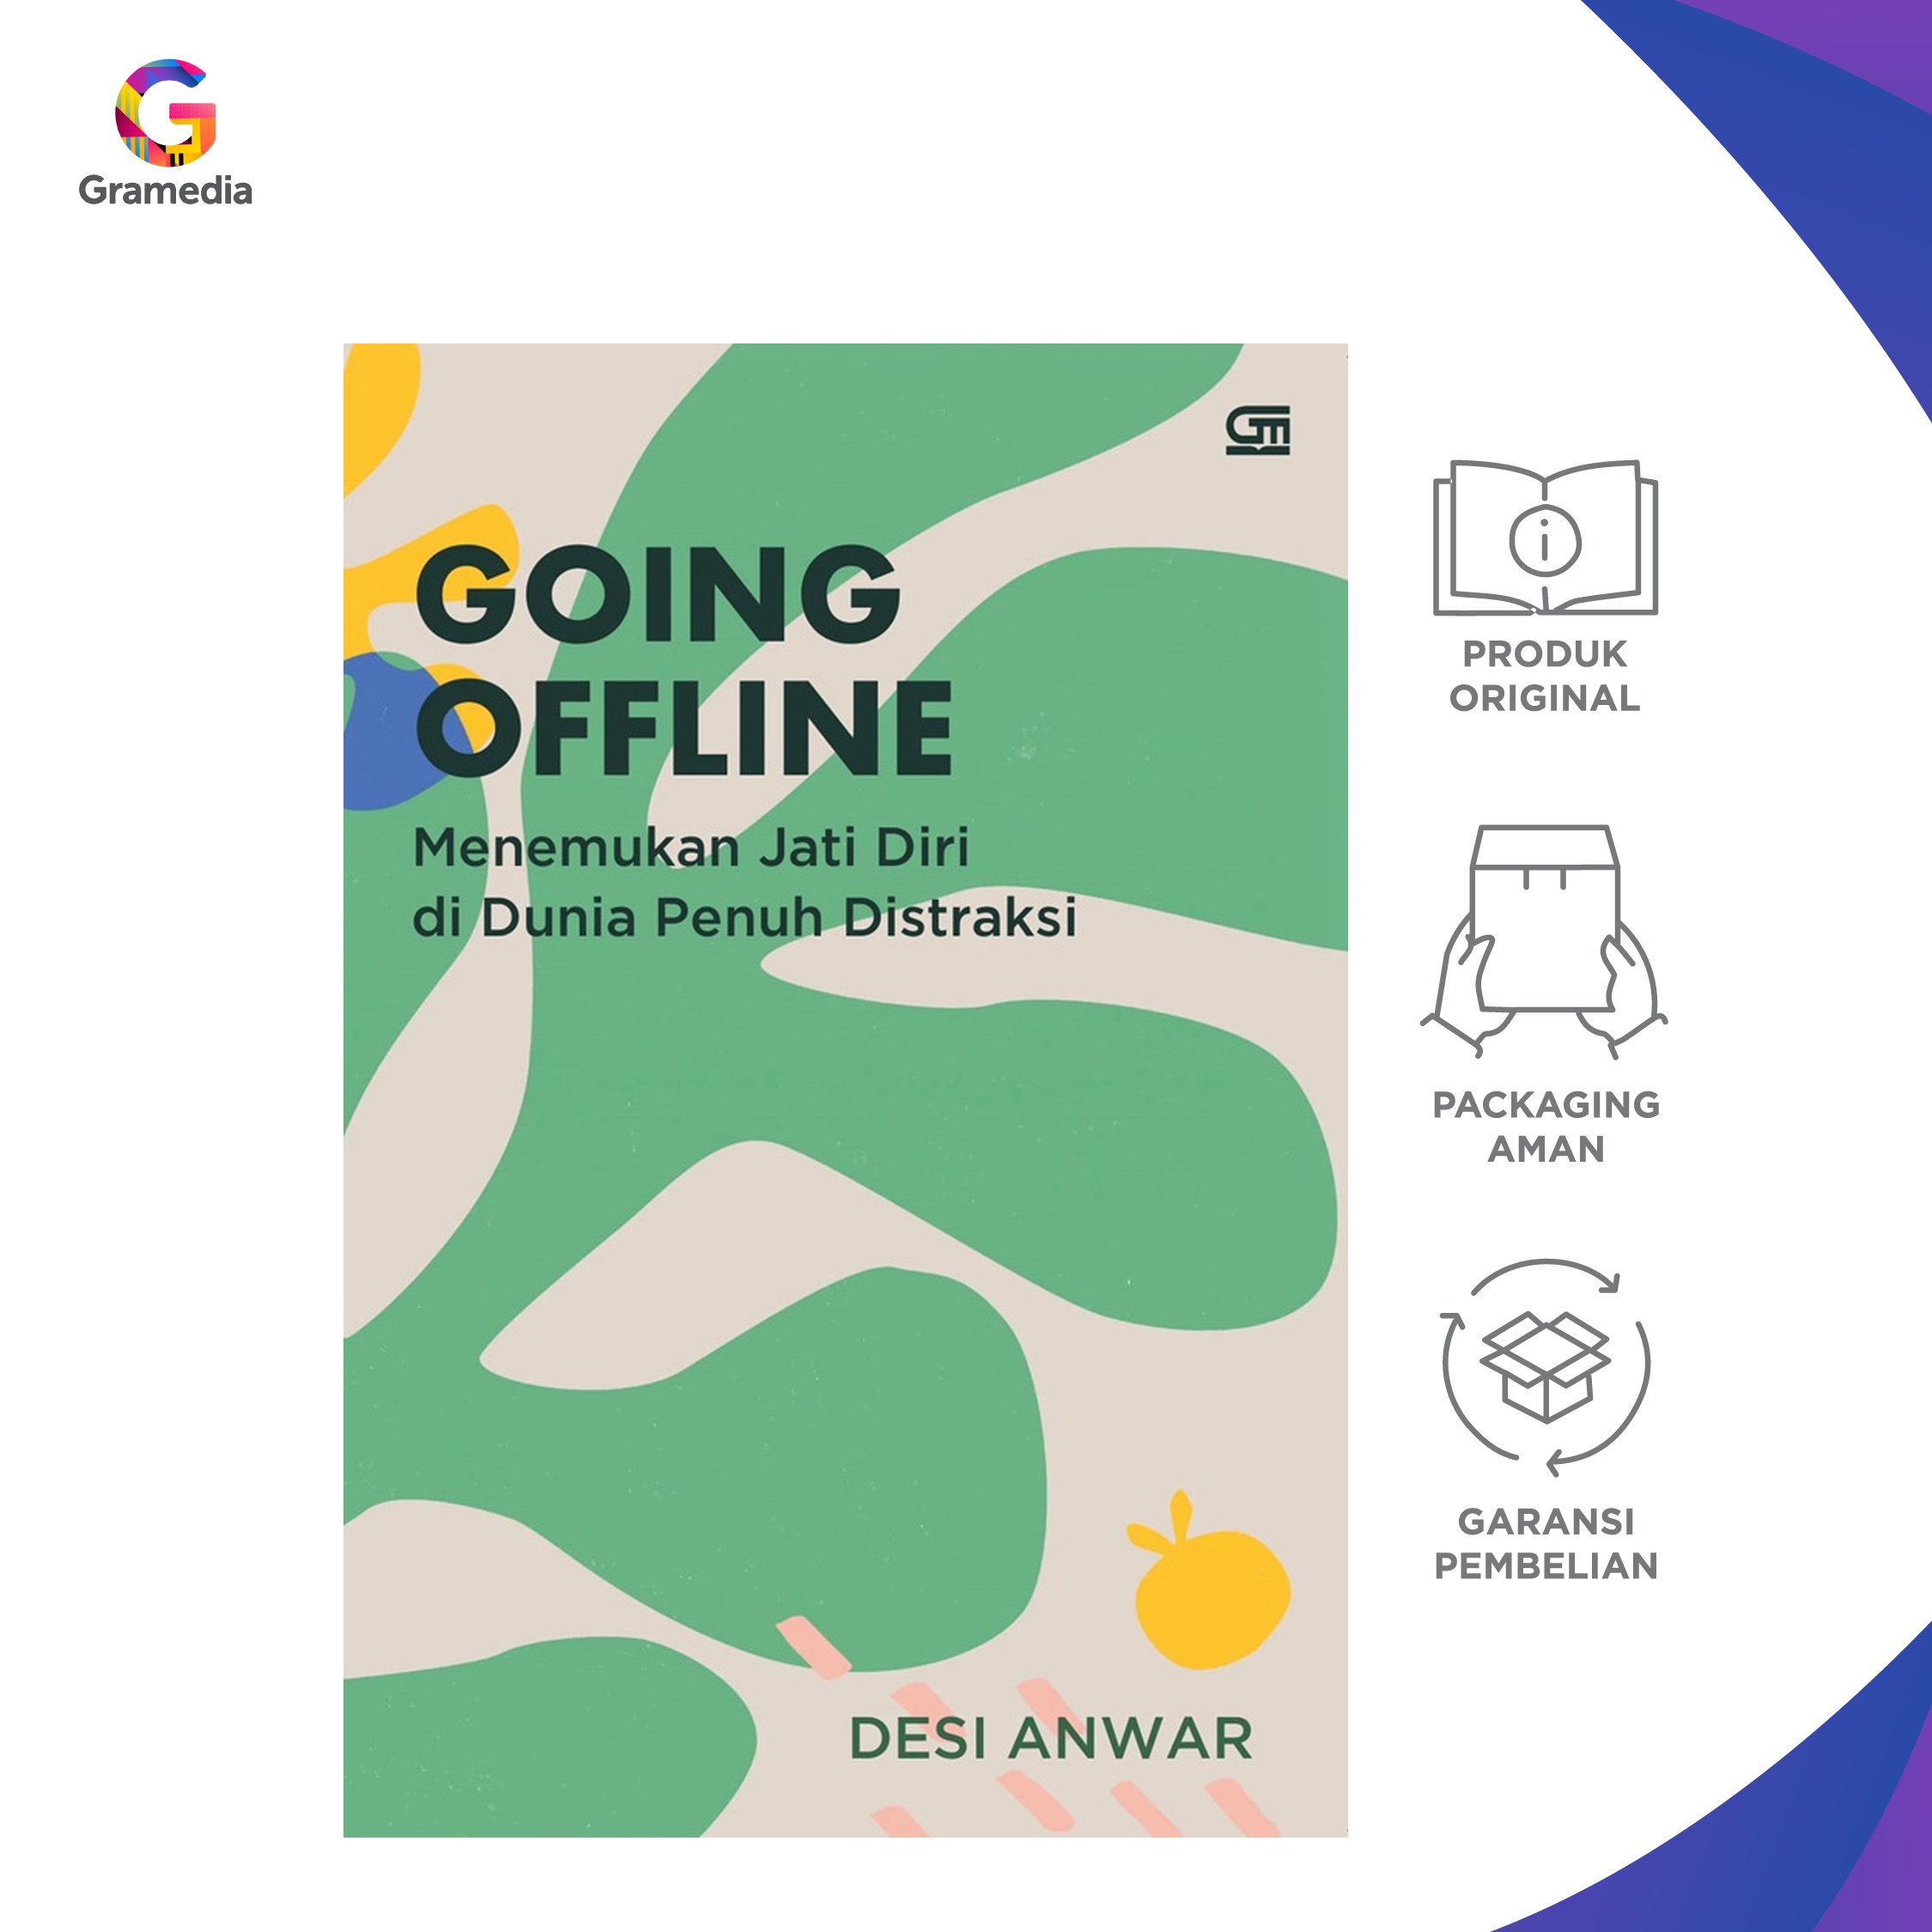 Gramedia
GOING
OFFLINE
Menemukan Jati Diri
di Dunia Penuh Distraksi
DESI ANWAR
PRODUK
ORIGINAL
PACKAGING
AMAN
GARANSI
PEMBELIAN